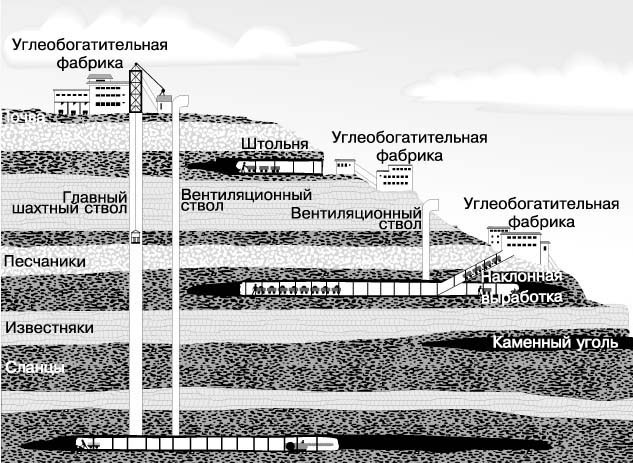 Углеобогатительная
фабрика
Почва
Штольня
Углеобогатительная
фабрика
Главный
шахтный ствол
Вентиляционный
ствол
Вентиляционный
ствол
Углеобогатительная
фабрика
Песчаники
Наклонная
выработка
Известняки
Каменный уголь
Сланцы